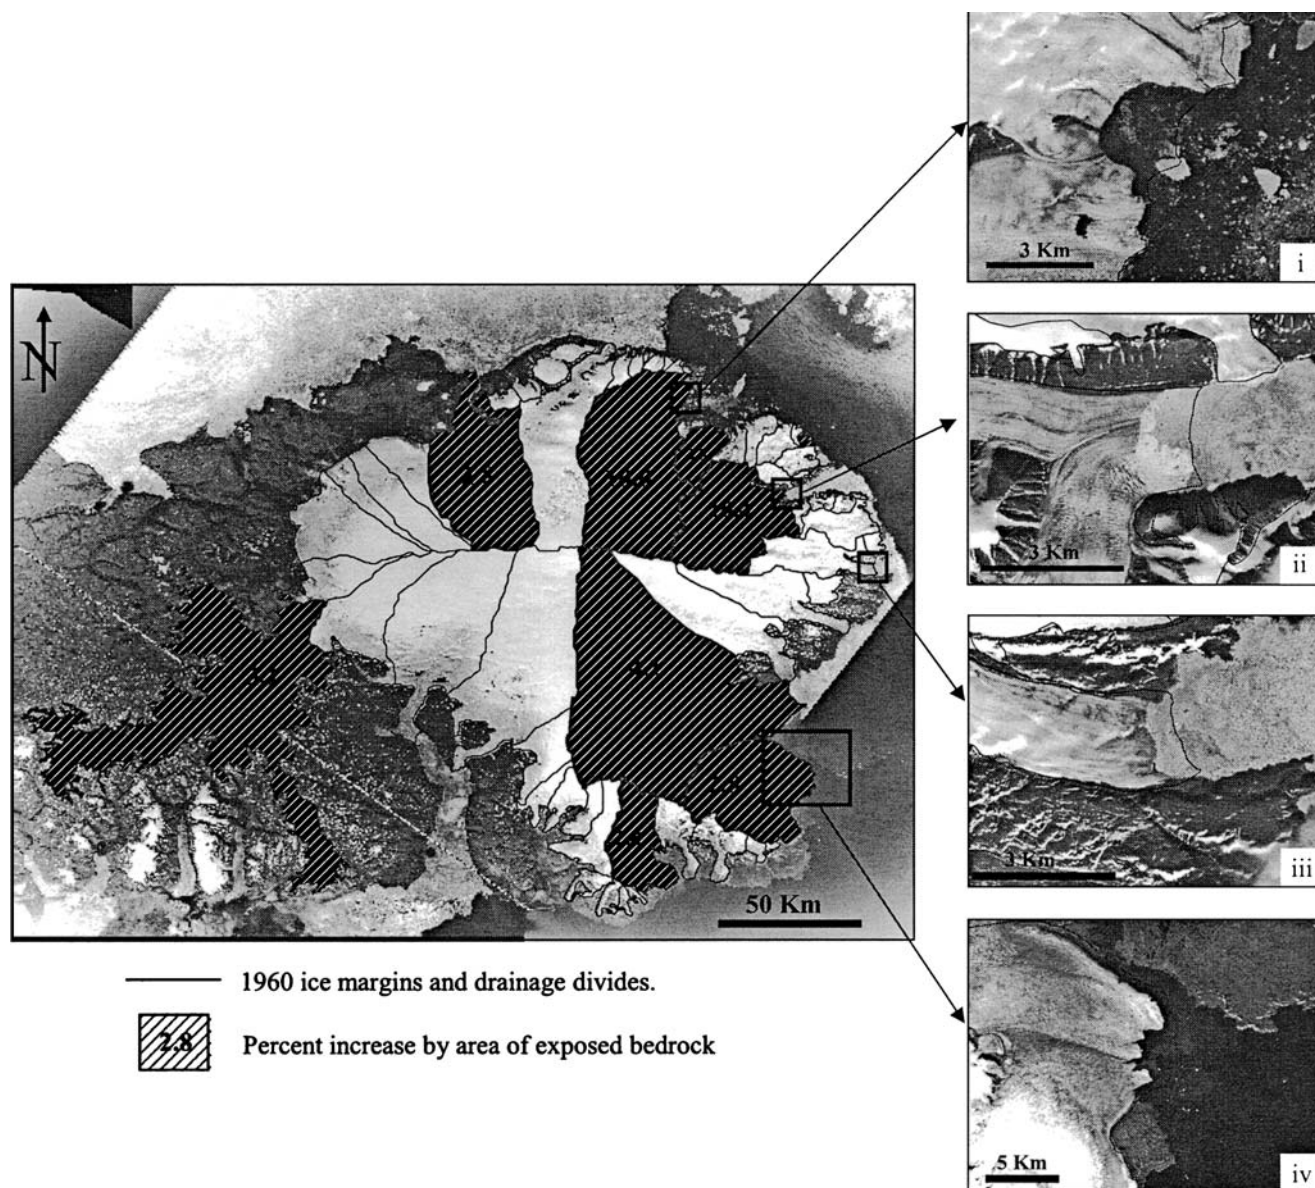 3 Km
i
N
3 Km
ii
3 Km
iii
50 Km
1960 ice margins and drainage divides.
2.8
Percent increase by area of exposed bedrock
5 Km
iv